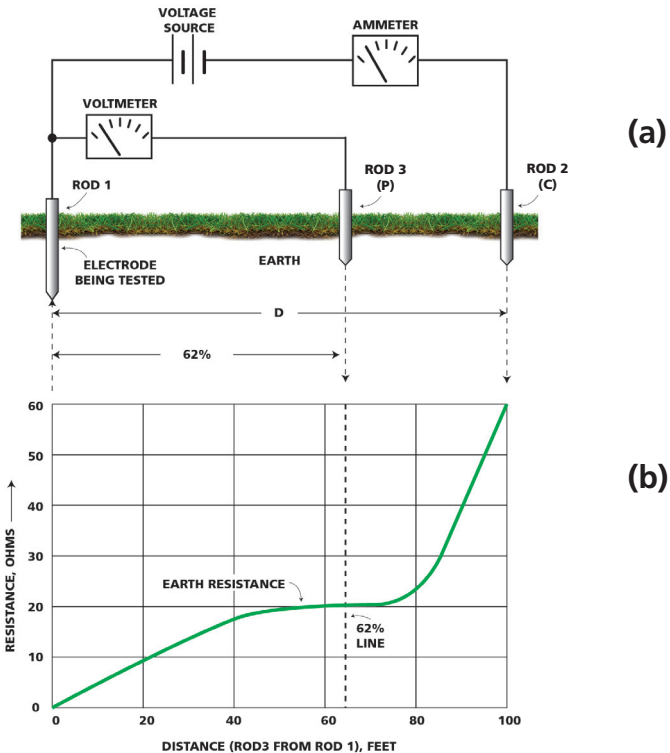 VOLTAGE
SOURCE
AMMETER
VOLTMETER
(a)
ROD 1
ROD 3
(P)
ROD 2
(C)
ELECTRODE
BEING TESTED
EARTH
D
62%
(b)
RESISTANCE, OHMS
60
50
40
30
20
10
0
EARTH RESISTANCE
62%
LINE
0 20 40 60 80 100
DISTANCE (ROD3 FROM ROD 1), FEET